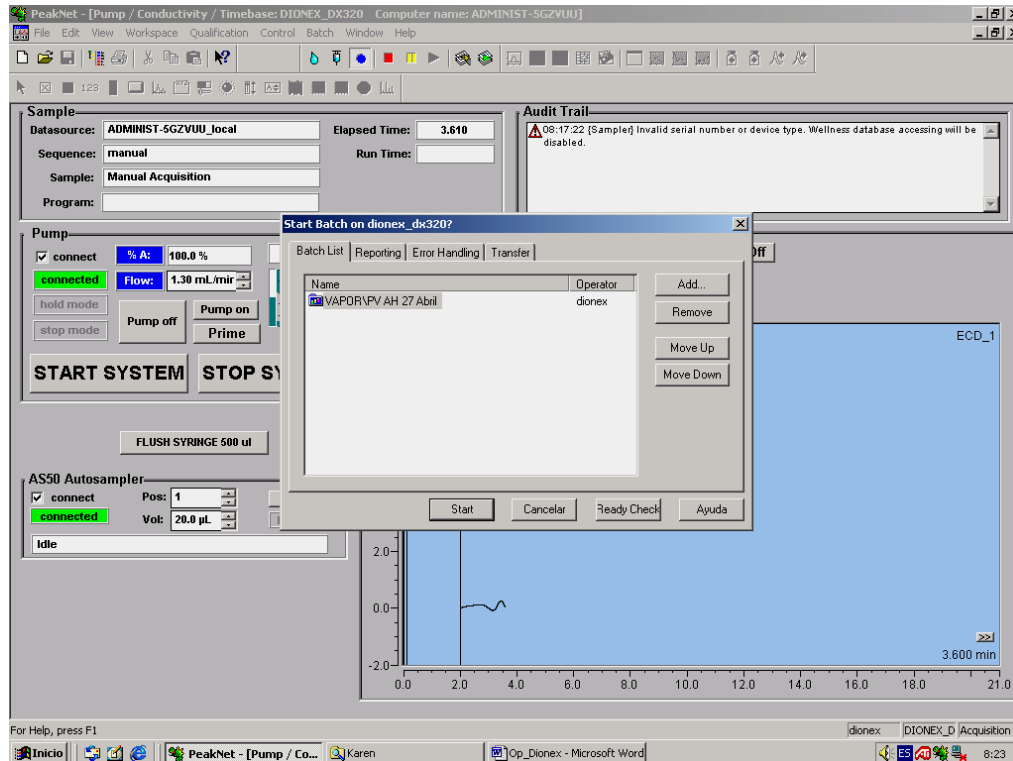 PeakNet - [Pump / Conductivity / Timebase: DIONEX_DX320 Computer name: ADMINIST-5GZVUU]
File Edit View Workspace Qualification Control Batch Window Help
123
Sample
Datasource: ADMINIST-5GZVUU_local
Elapsed Time: 3.610
Sequence: manual
Run Time:
Sample: Manual Acquisition
Program:
Audit Trail
08:17:22 {Sampler} Invalid serial number or device type. Wellness database accessing will be
disabled.
Pump
connect
% A: 100.0 %
connected
Flow: 1.30 mL/mir
hold mode
stop mode
Pump off
Pump on
Prime
START SYSTEM
STOP SY
FLUSH SYRINGE 500 ul
AS50 Autosampler
connect
Pos: 1
connected
Vol: 20.0 µL
Idle
Start Batch on dionex_dx320?
Batch List Reporting Error Handling Transfer
Name Operator
VAPOR\PV AH 27 Abril dionex
Add...
Remove
Move Up
Move Down
Start Cancelar Ready Check Ayuda
ECD_1
2.0
0.0
-2.0
>>
3.600 min
0.0 2.0 4.0 6.0 8.0 10.0 12.0 14.0 16.0 18.0 21.0
For Help, press F1
dionex DIONEX_D Acquisition
Inicio
PeakNet - [Pump / Co...
Karen
Op_Dionex - Microsoft Word
ES
8:23